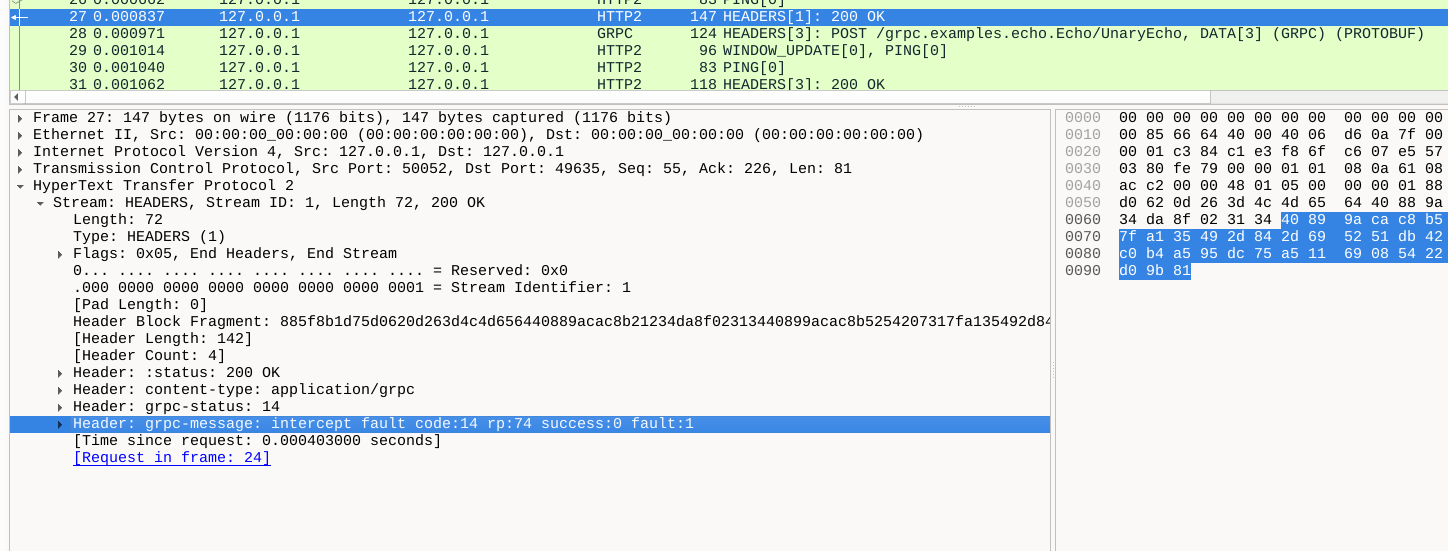 26 0.000802 127.0.0.1 127.0.0.1 HTTP2 83 PING[0]
27 0.000837 127.0.0.1 127.0.0.1 HTTP2 147 HEADERS[1]: 200 OK
28 0.000971 127.0.0.1 127.0.0.1 GRPC 124 HEADERS[3]: POST /grpc.examples.echo.Echo/UnaryEcho, DATA[3] (GRPC) (PROTOBUF)
29 0.001014 127.0.0.1 127.0.0.1 HTTP2 96 WINDOW_UPDATE[0], PING[0]
30 0.001040 127.0.0.1 127.0.0.1 HTTP2 83 PING[0]
31 0.001062 127.0.0.1 127.0.0.1 HTTP2 118 HEADERS[3]: 200 OK
Frame 27: 147 bytes on wire (1176 bits), 147 bytes captured (1176 bits)
Ethernet II, Src: 00:00:00_00:00:00 (00:00:00:00:00:00), Dst: 00:00:00_00:00:00 (00:00:00:00:00:00)
Internet Protocol Version 4, Src: 127.0.0.1, Dst: 127.0.0.1
Transmission Control Protocol, Src Port: 50052, Dst Port: 49635, Seq: 55, Ack: 226, Len: 81
HyperText Transfer Protocol 2
Stream: HEADERS, Stream ID: 1, Length 72, 200 OK
Length: 72
Type: HEADERS (1)
Flags: 0x05, End Headers, End Stream
0... .... .... .... .... .... .... .... = Reserved: 0x0
.000 0000 0000 0000 0000 0000 0000 0001 = Stream Identifier: 1
[Pad Length: 0]
Header Block Fragment: 885f8b1d75d0620d263d4c4d656440889acac8b21234da8f02313440899acac8b5254207317fa135492d84
[Header Length: 142]
[Header Count: 4]
Header: :status: 200 OK
Header: content-type: application/grpc
Header: grpc-status: 14
Header: grpc-message: intercept fault code:14 rp:74 success:0 fault:1
[Time since request: 0.000403000 seconds]
[Request in frame: 24]
0000 00 00 00 00 00 00 00 00 00 00 00 00
0010 00 85 66 64 40 00 40 06 d6 0a 7f 00
0020 00 01 c3 84 c1 e3 f8 6f c6 07 e5 57
0030 03 80 fe 79 00 00 01 01 08 0a 61 08
0040 ac c2 00 00 48 01 05 00 00 00 01 88
0050 d0 62 0d 26 3d 4c 4d 65 64 40 88 9a
0060 34 da 8f 02 31 34 40 89 9a ca c8 b5
0070 7f a1 35 49 2d 84 2d 69 52 51 db 42
0080 c0 b4 a5 95 dc 75 a5 11 69 08 54 22
0090 d0 9b 81